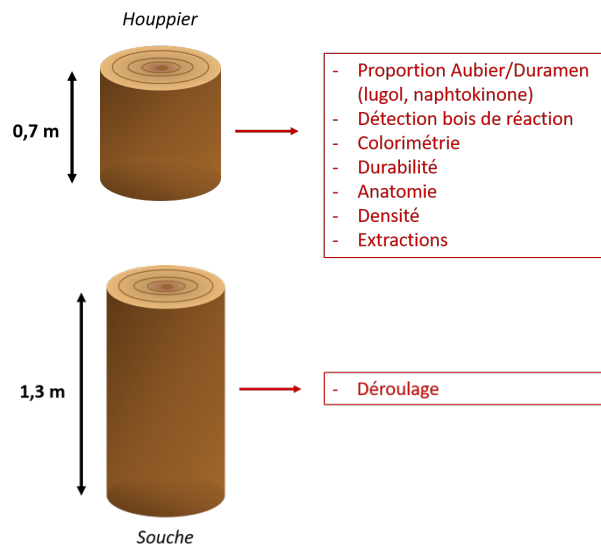 Houppier
0,7 m
- Proportion Aubier/Duramen
(lugol, naphtokinone)
- Détection bois de réaction
- Colorimétrie
- Durabilité
- Anatomie
- Densité
- Extractions
1,3 m
- Déroulage
Souche